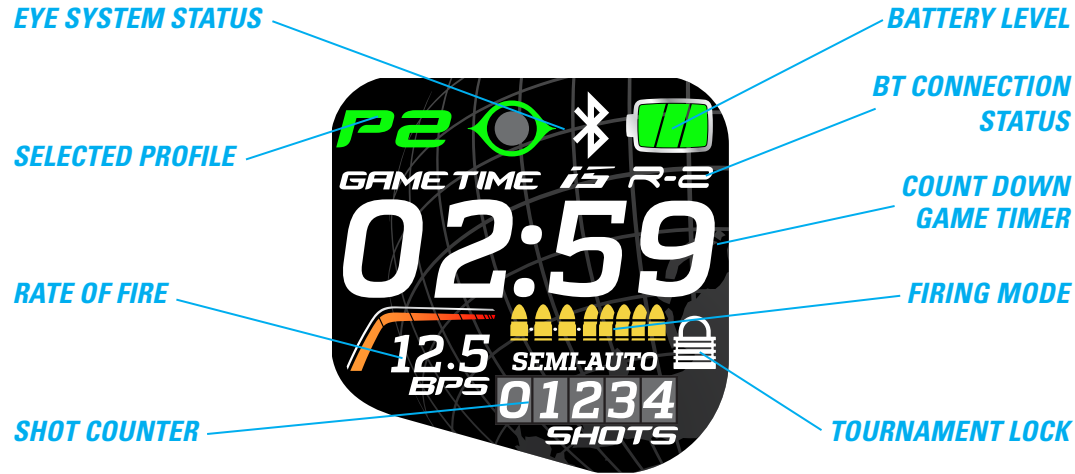 EYE SYSTEM STATUS
BATTERY LEVEL
BT CONNECTION
STATUS
P2
SELECTED PROFILE
GAME TIME iS R-2
COUNT DOWN
GAME TIMER
02:59
RATE OF FIRE
FIRING MODE
12.5
BPS
SEMI-AUTO
01234
SHOTS
SHOT COUNTER
TOURNAMENT LOCK